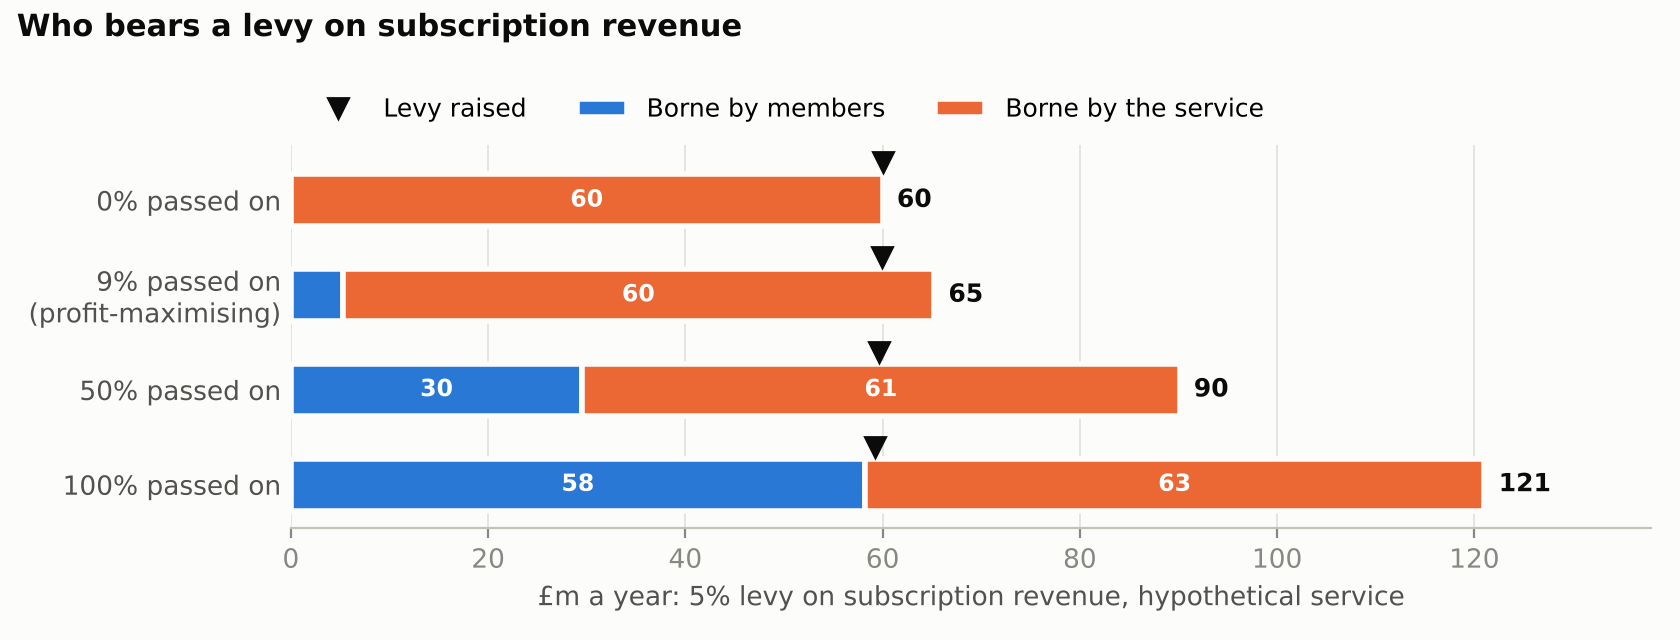 Who bears a levy on subscription revenue
Levy raised
Borne by members
Borne by the service
0% passed on
60
60
9% passed on
(profit-maximising)
60
65
50% passed on
30
61
90
100% passed on
58
63
121
0
20
40
60
80
100
120
£m a year: 5% levy on subscription revenue, hypothetical service